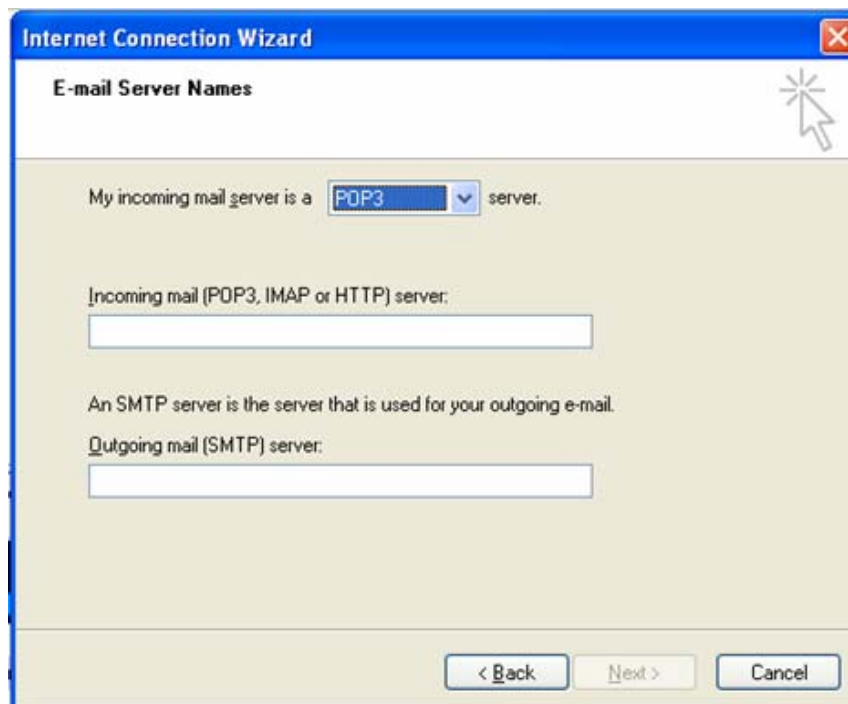 Internet Connection Wizard
E-mail Server Names
My incoming mail server is a POP3 server.
Incoming mail (POP3, IMAP or HTTP) server:
An SMTP server is the server that is used for your outgoing e-mail.
Outgoing mail (SMTP) server:
< Back Next > Cancel